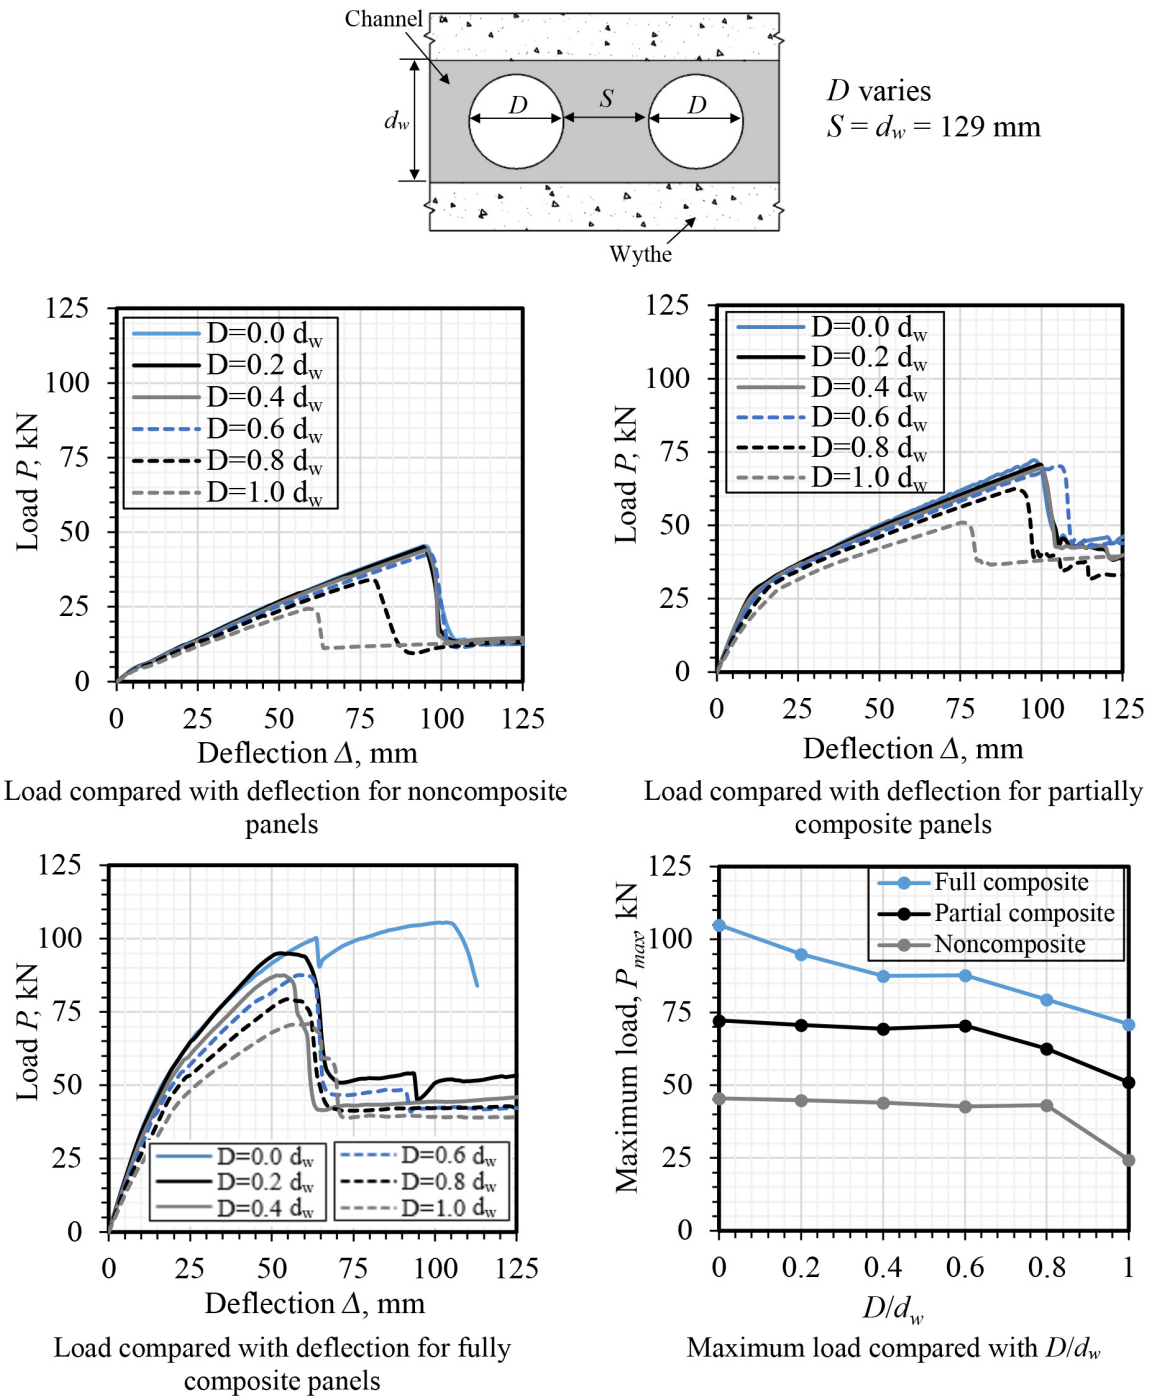 Channel
D
S
D
d_w
D varies
S = d_w = 129 mm
Wythe
125
100
75
50
25
0
Load P, kN
D=0.0 d_w
D=0.2 d_w
D=0.4 d_w
D=0.6 d_w
D=0.8 d_w
D=1.0 d_w
0 25 50 75 100 125
Deflection Δ, mm
Load compared with deflection for noncomposite
panels
125
100
75
50
25
0
Load P, kN
D=0.0 d_w
D=0.2 d_w
D=0.4 d_w
D=0.6 d_w
D=0.8 d_w
D=1.0 d_w
0 25 50 75 100 125
Deflection Δ, mm
Load compared with deflection for partially
composite panels
125
100
75
50
25
0
Load P, kN
D=0.0 d_w
D=0.2 d_w
D=0.4 d_w
D=0.6 d_w
D=0.8 d_w
D=1.0 d_w
0 25 50 75 100 125
Deflection Δ, mm
Load compared with deflection for fully
composite panels
125
100
75
50
25
0
Maximum load, P_max, kN
Full composite
Partial composite
Noncomposite
0 0.2 0.4 0.6 0.8 1
D/d_w
Maximum load compared with D/d_w